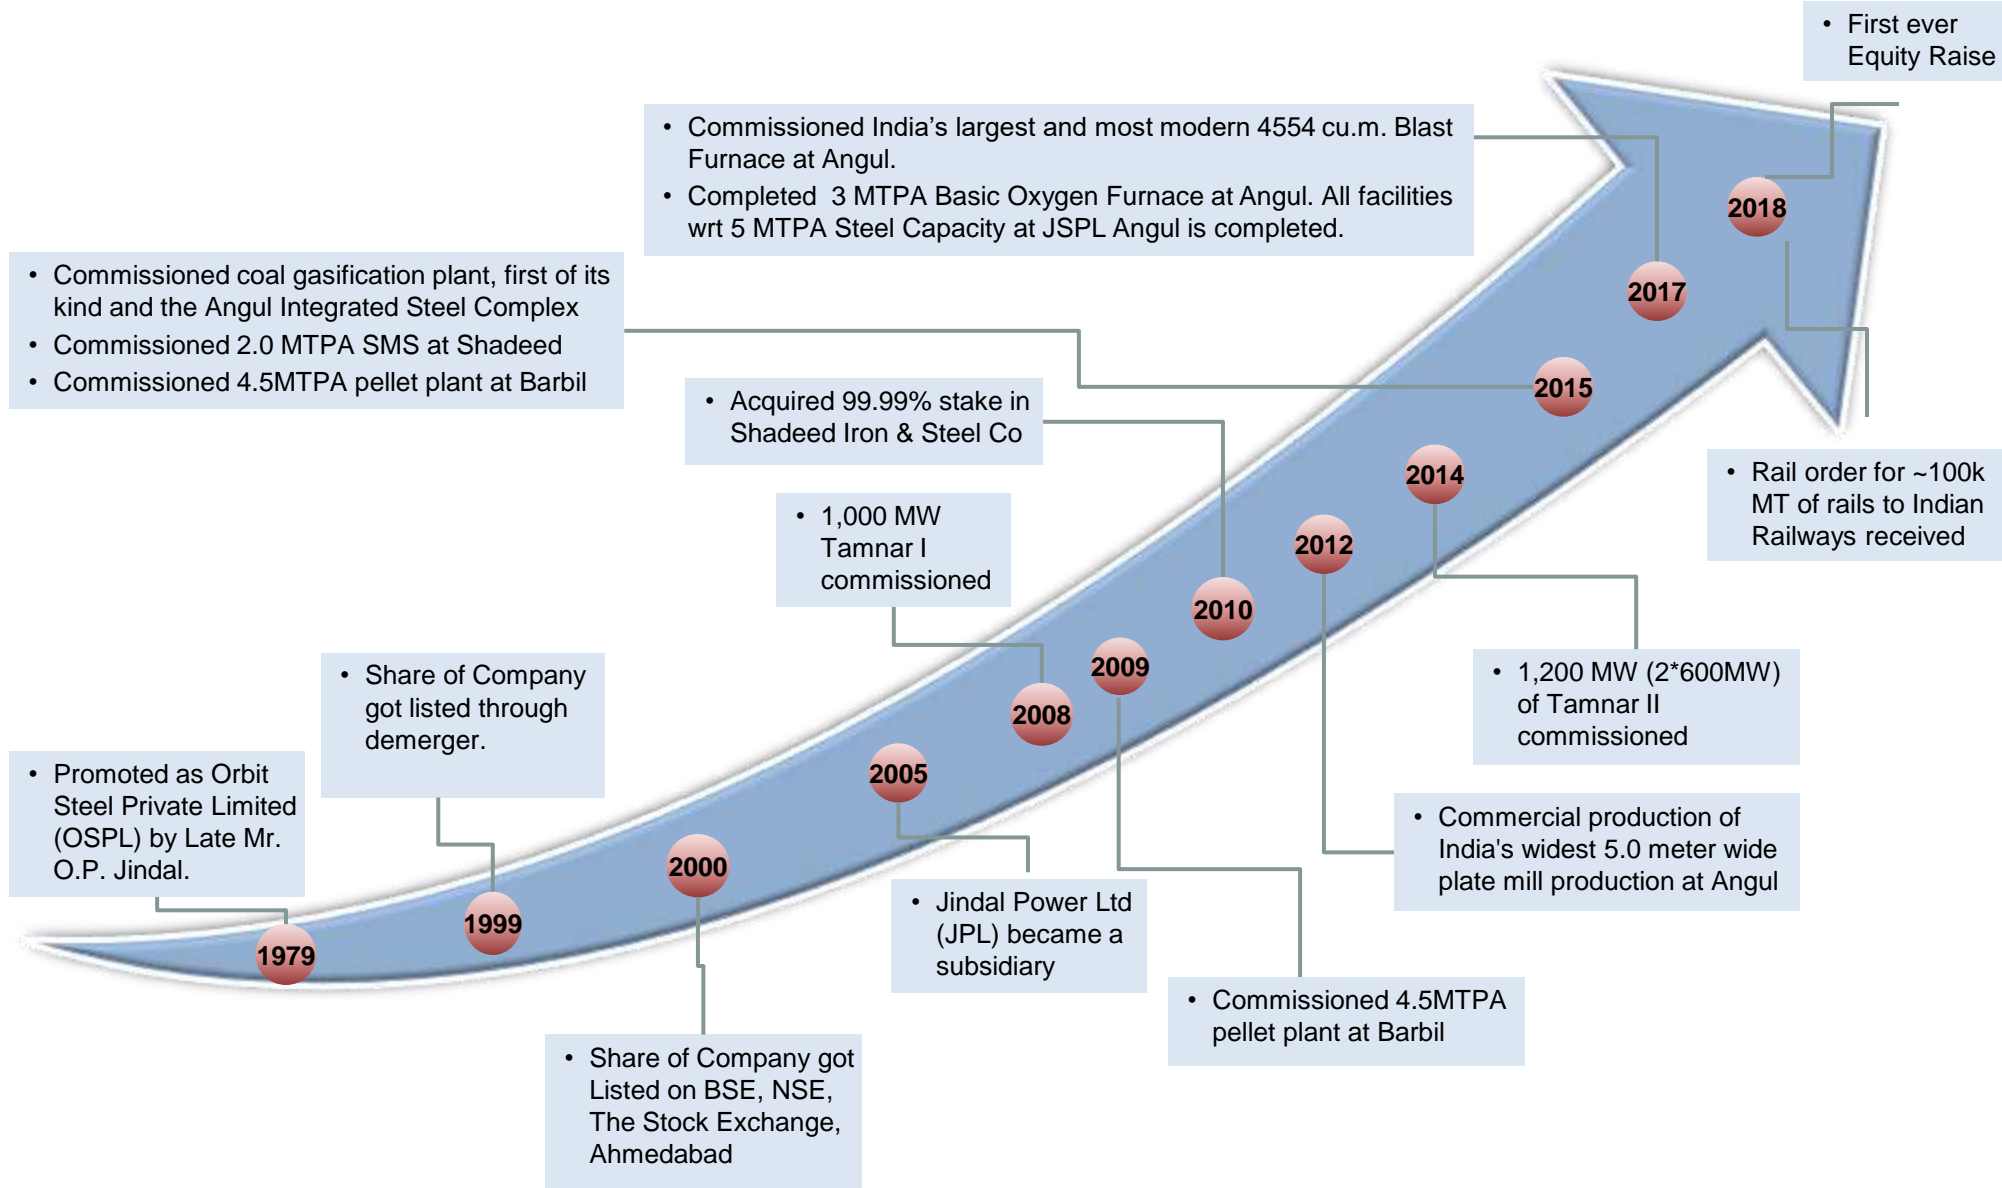 • First ever
Equity Raise
• Commissioned India’s largest and most modern 4554 cu.m. Blast
Furnace at Angul.
• Completed  3 MTPA Basic Oxygen Furnace at Angul. All facilities
wrt 5 MTPA Steel Capacity at JSPL Angul is completed.
2018
• Commissioned coal gasification plant, first of its
kind and the Angul Integrated Steel Complex
• Commissioned 2.0 MTPA SMS at Shadeed
• Commissioned 4.5MTPA pellet plant at Barbil
2017
2015
• Acquired 99.99% stake in
Shadeed Iron & Steel Co
2014
• Rail order for ~100k
MT of rails to Indian
Railways received
• 1,000 MW
Tamnar I
commissioned
2012
2010
• Share of Company
got listed through
demerger.
2009
2008
• 1,200 MW (2*600MW)
of Tamnar II
commissioned
• Promoted as Orbit
Steel Private Limited
(OSPL) by Late Mr.
O.P. Jindal.
2005
• Commercial production of
India's widest 5.0 meter wide
plate mill production at Angul
2000
1999
1979
• Jindal Power Ltd
(JPL) became a
subsidiary
• Commissioned 4.5MTPA
pellet plant at Barbil
• Share of Company got
Listed on BSE, NSE,
The Stock Exchange,
Ahmedabad